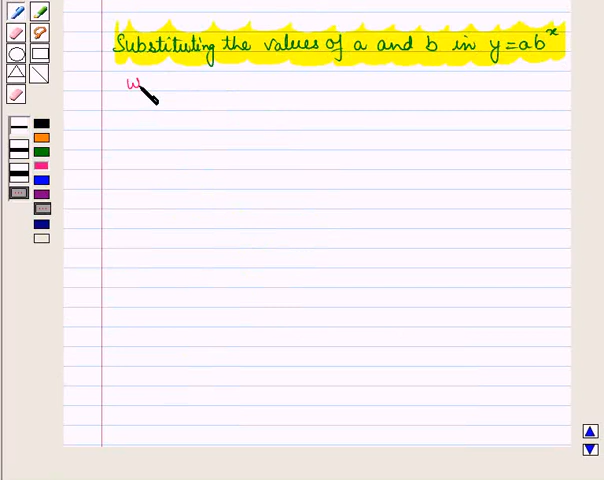 Substituting the values of a and b in y=ab^x
w